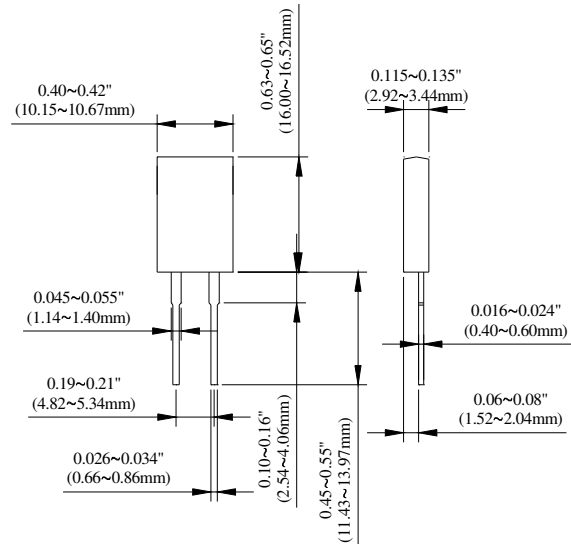 0.40~0.42"
(10.15~10.67mm)
0.63~0.65"
(16.00~16.52mm)
0.115~0.135"
(2.92~3.44mm)
0.045~0.055"
(1.14~1.40mm)
0.016~0.024"
(0.40~0.60mm)
0.19~0.21"
(4.82~5.34mm)
0.10~0.16"
(2.54~4.06mm)
0.45~0.55"
(11.43~13.97mm)
0.06~0.08"
(1.52~2.04mm)
0.026~0.034"
(0.66~0.86mm)